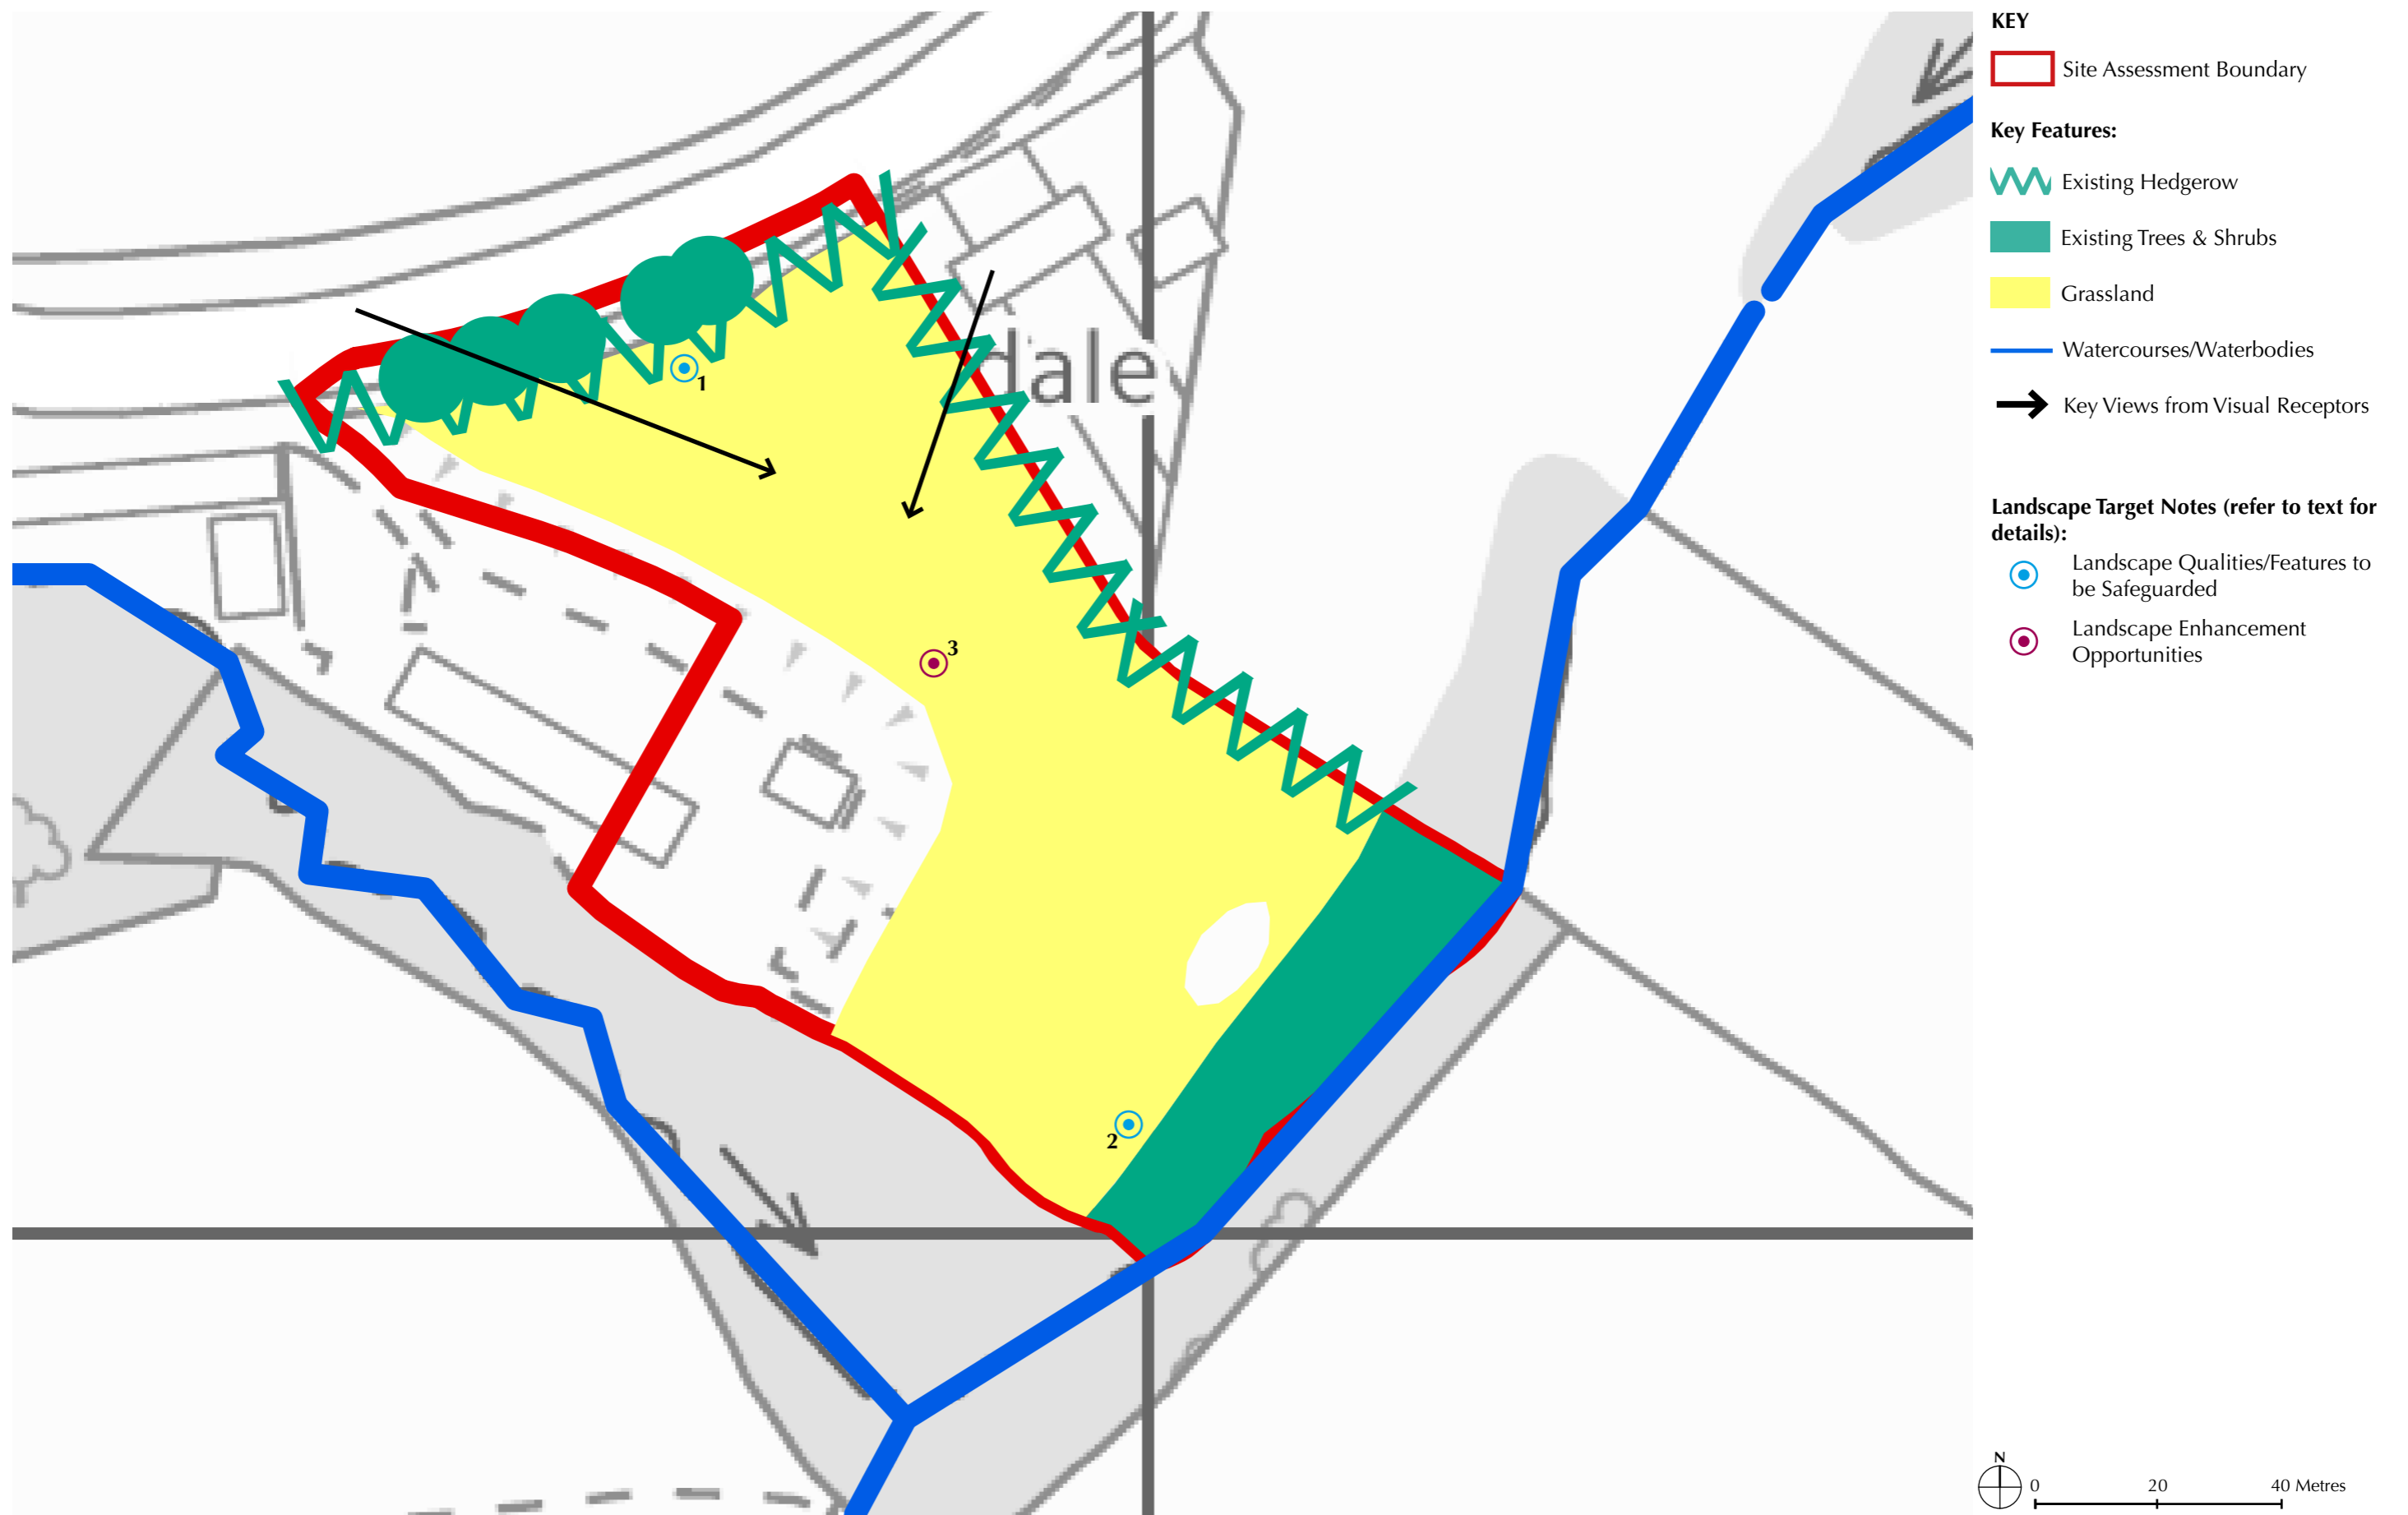 KEY
Site Assessment Boundary
Key Features:
Existing Hedgerow
Existing Trees & Shrubs
Grassland
Watercourses/Waterbodies
Key Views from Visual Receptors
Landscape Target Notes (refer to text for
details):
Landscape Qualities/Features to
be Safeguarded
Landscape Enhancement
Opportunities
dale
1
3
2
N
0 20 40 Metres